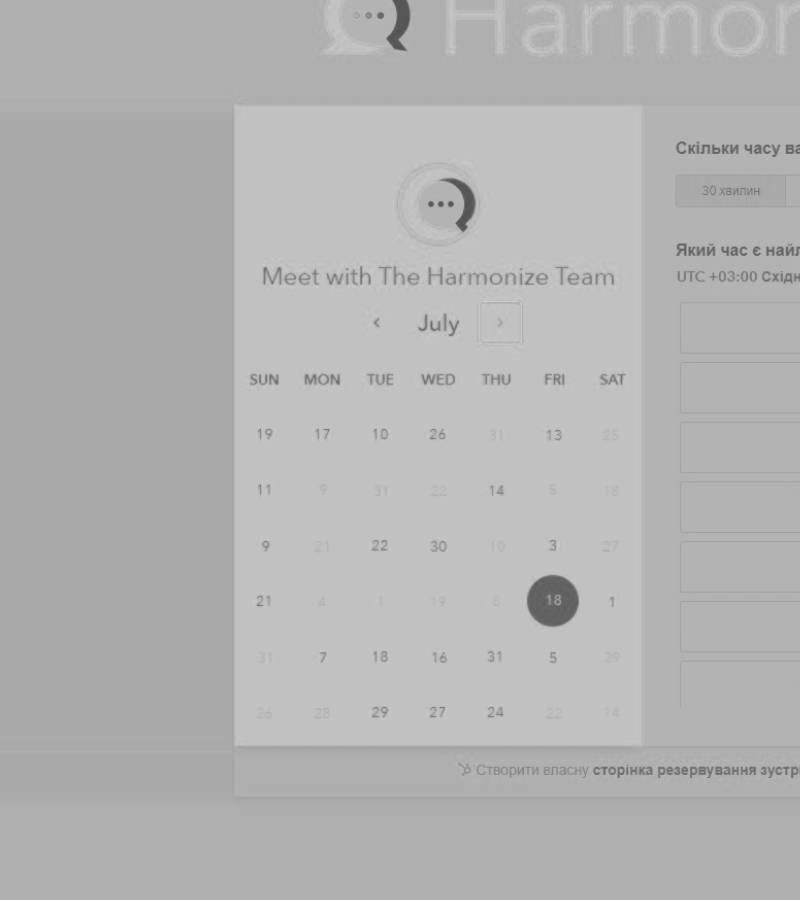 Harmon
Meet with The Harmonize Team
July
SUN MON TUE WED THU FRI SAT
19 17 10 26 31 13 25
11 9 31 22 14 5 18
9 21 22 30 10 3 27
21 4 1 19 8 18 1
31 7 18 16 31 5 29
26 28 29 27 24 22 14
Скільки часу ва
30 хвилин
Який час є найл
UTC +03:00 Східн
Створити власну сторінка резервування зустрі